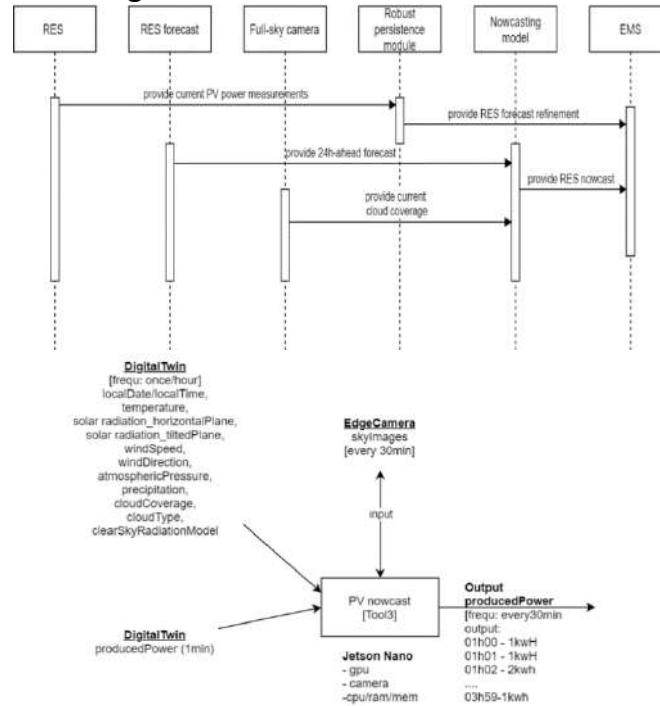 RES
RES forecast
Full-sky camera
Robust
persistence
module
Nowcasting
model
EMS
provide current PV power measurements
provide RES forecast refinement
provide 24h-ahead forecast
provide RES nowcast
provide current
cloud coverage
DigitalTwin
[frequ: once/hour]
localDate/localTime,
temperature,
solar radiation_horizontalPlane,
solar radiation_tiltedPlane,
windSpeed,
windDirection,
atmosphericPressure,
precipitation,
cloudCoverage,
cloudType,
clearSkyRadiationModel
EdgeCamera
skyImages
[every 30min]
input
PV nowcast
[Tool3]
DigitalTwin
producedPower (1min)
Jetson Nano
- gpu
- camera
-cpu/ram/mem
Output
producedPower
[frequ: every30min
output:
01h00 - 1kwH
01h01 - 1kwH
01h02 - 2kwh
....
03h59-1kwh